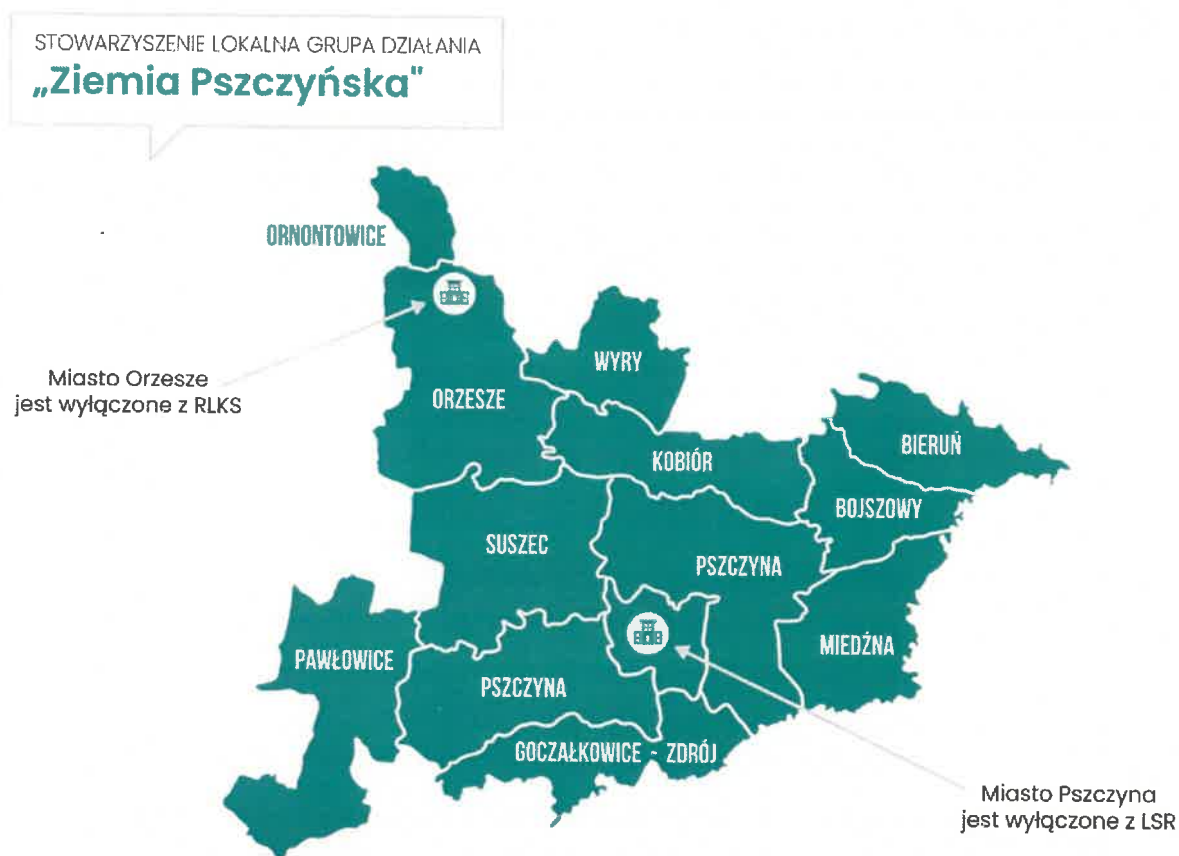 STOWARZYSZENIE LOKALNA GRUPA DZIAŁANIA
„Ziemia Pszczyńska"
ORNONTOWICE
WYRY
Miasto Orzesze
jest wyłączone z RLKS
ORZESZE
BIERUŃ
KOBIÓR
BOJSZOWY
SUSZEC
PSZCZYNA
MIEDŹNA
PAWŁOWICE
PSZCZYNA
GOCZAŁKOWICE - ZDRÓJ
Miasto Pszczyna
jest wyłączone z LSR